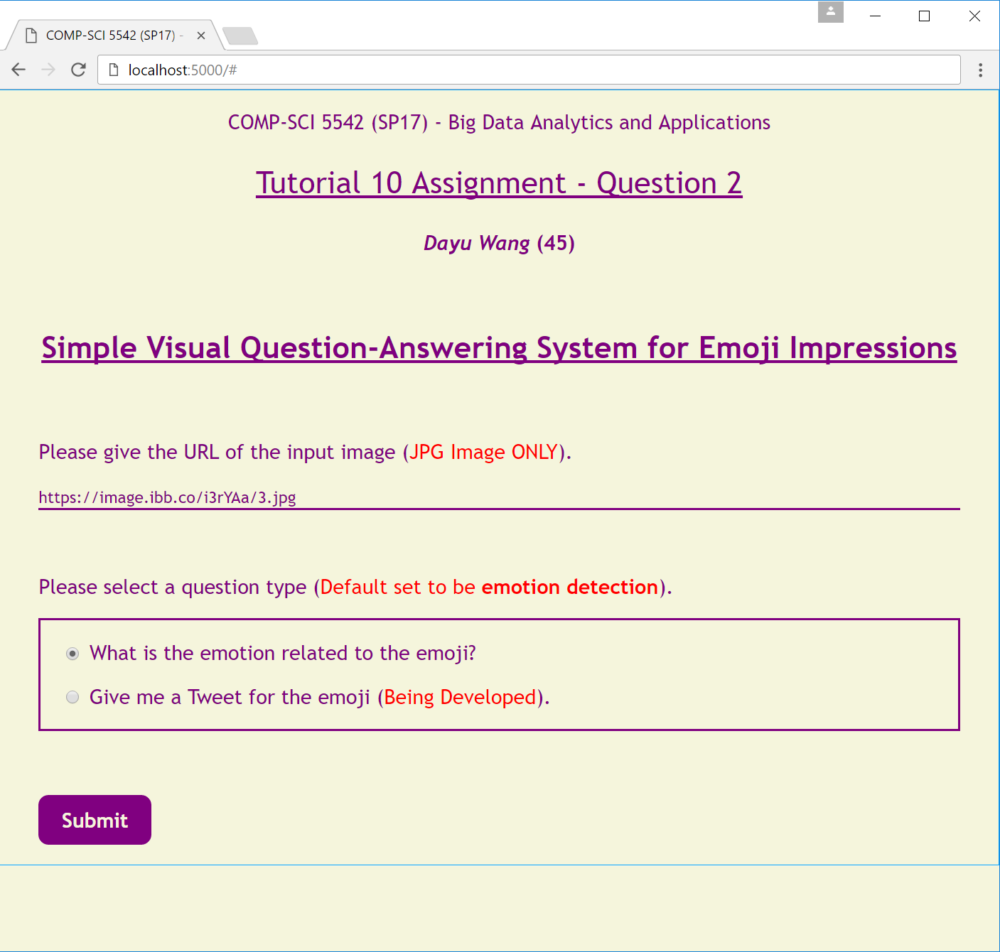 COMP-SCI 5542 (SP17) -
localhost:5000/#
COMP-SCI 5542 (SP17) - Big Data Analytics and Applications
Tutorial 10 Assignment - Question 2
Dayu Wang (45)
Simple Visual Question-Answering System for Emoji Impressions
Please give the URL of the input image (JPG Image ONLY).
https://image.ibb.co/i3rYAa/3.jpg
Please select a question type (Default set to be emotion detection).
What is the emotion related to the emoji?
Give me a Tweet for the emoji (Being Developed).
Submit